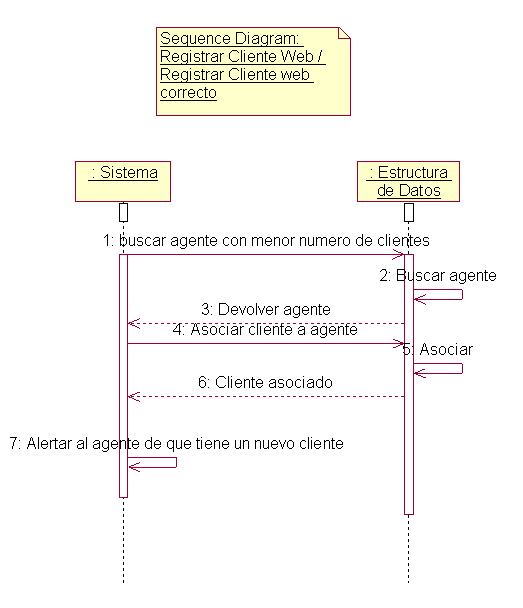 Sequence Diagram:
Registrar Cliente Web /
Registrar Cliente web
correcto
: Sistema
: Estructura
de Datos
1: buscar agente con menor numero de clientes
2: Buscar agente
3: Devolver agente
4: Asociar cliente a agente
5: Asociar
6: Cliente asociado
7: Alertar al agente de que tiene un nuevo cliente